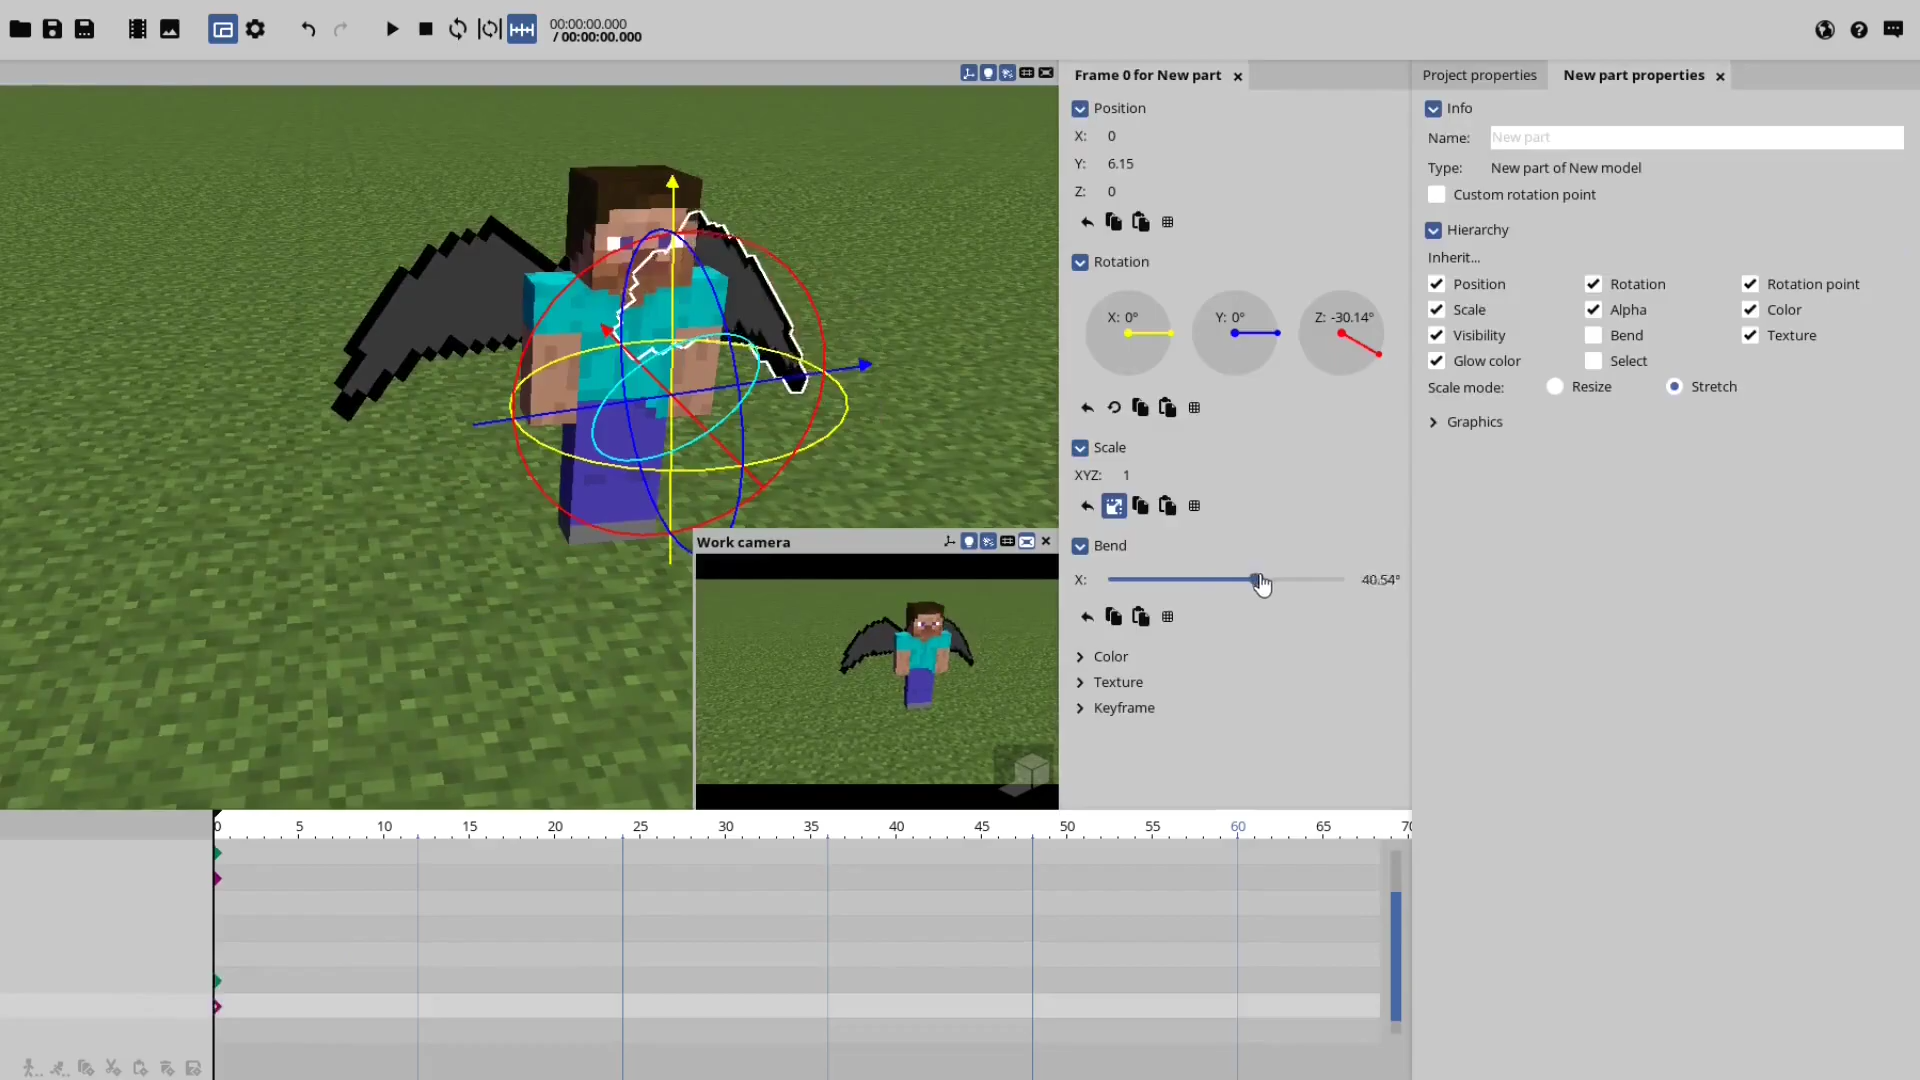 00:00:00.000
/ 00:00:00.000
Frame 0 for New part
Position
X: 0
Y: 6.15
Z: 0
Rotation
X: 0° Y: 0° Z: -30.14°
Scale
XYZ: 1
Bend
X: 40.54°
Color
Texture
Keyframe
Project properties New part properties
Info
Name: New part
Type: New part of New model
Custom rotation point
Hierarchy
Inherit...
Position Rotation Rotation point
Scale Alpha Color
Visibility Bend Texture
Glow color Select
Scale mode: Resize Stretch
Graphics
Work camera
0 5 10 15 20 25 30 35 40 45 50 55 60 65 70